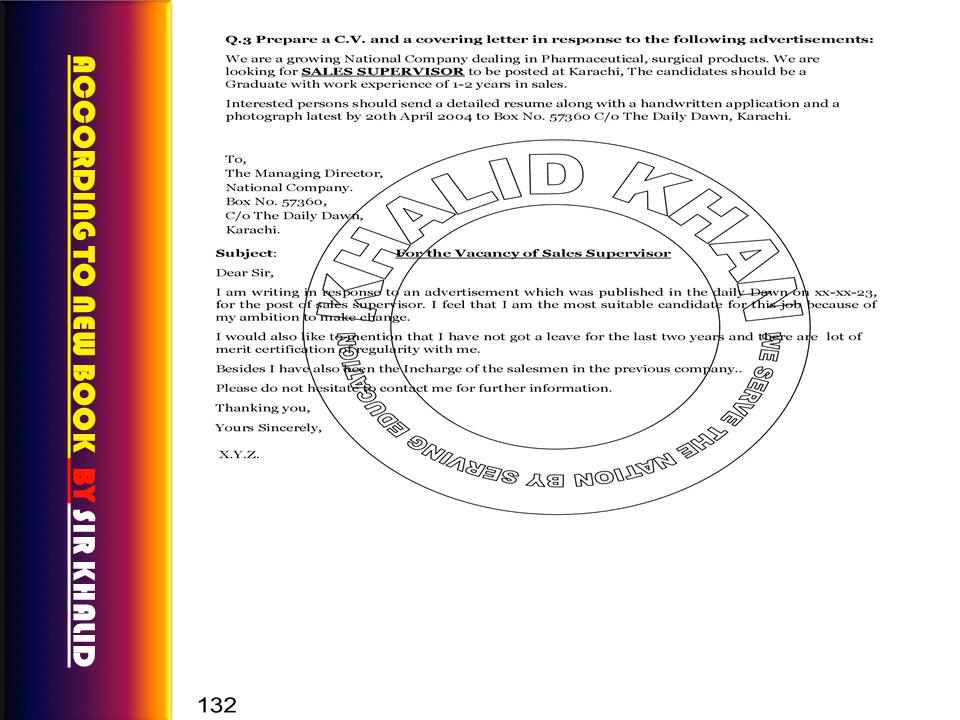 ACCORDING TO NEW BOOK BY SIR KHALID
Q.3 Prepare a C.V. and a covering letter in response to the following advertisements:
We are a growing National Company dealing in Pharmaceutical, surgical products. We are
looking for SALES SUPERVISOR to be posted at Karachi, The candidates should be a
Graduate with work experience of 1-2 years in sales.
Interested persons should send a detailed resume along with a handwritten application and a
photograph latest by 20th April 2004 to Box No. 57360 C/o The Daily Dawn, Karachi.
To,
The Managing Director,
National Company.
Box No. 57360,
C/o The Daily Dawn,
Karachi.
Subject: For the Vacancy of Sales Supervisor
Dear Sir,
I am writing in response to an advertisement which was published in the daily Dawn on xx-xx-23,
for the post of sales supervisor. I feel that I am the most suitable candidate for this job because of
my ambition to make change.
I would also like to mention that I have not got a leave for the last two years and there are lot of
merit certification of regularity with me.
Besides I have also been the Incharge of the salesmen in the previous company..
Please do not hesitate to contact me for further information.
Thanking you,
Yours Sincerely,
X.Y.Z.
KHALID KHAN
WE SERVE THE NATION BY SERVING EDUCATION
132